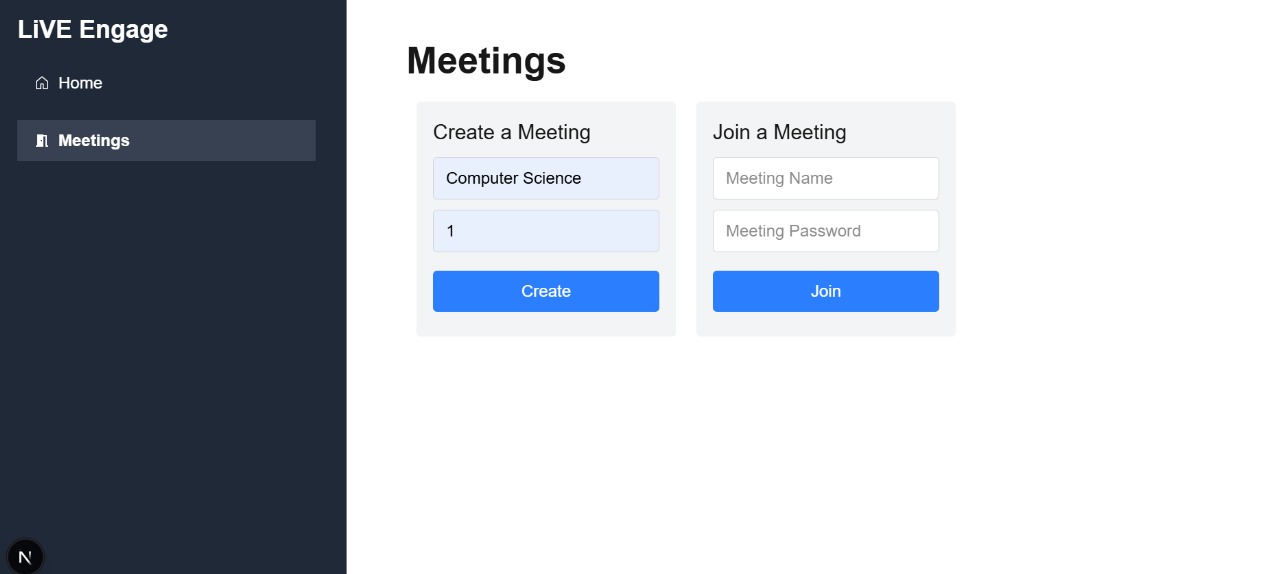 LiVE Engage
Home
Meetings
Meetings
Create a Meeting
Computer Science
1
Create
Join a Meeting
Meeting Name
Meeting Password
Join
N